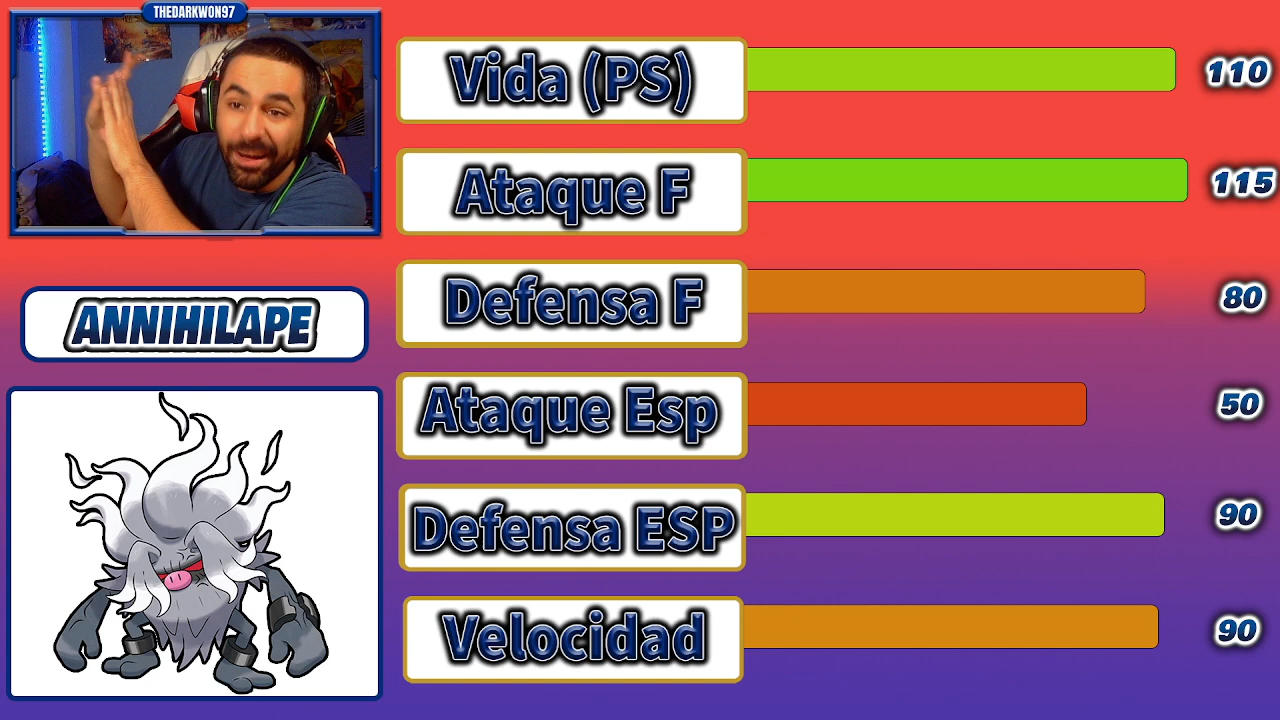 THEDARKWON97
Vida (PS)
110
Ataque F
115
Defensa F
80
ANNIHILAPE
Ataque Esp
50
Defensa ESP
90
Velocidad
90